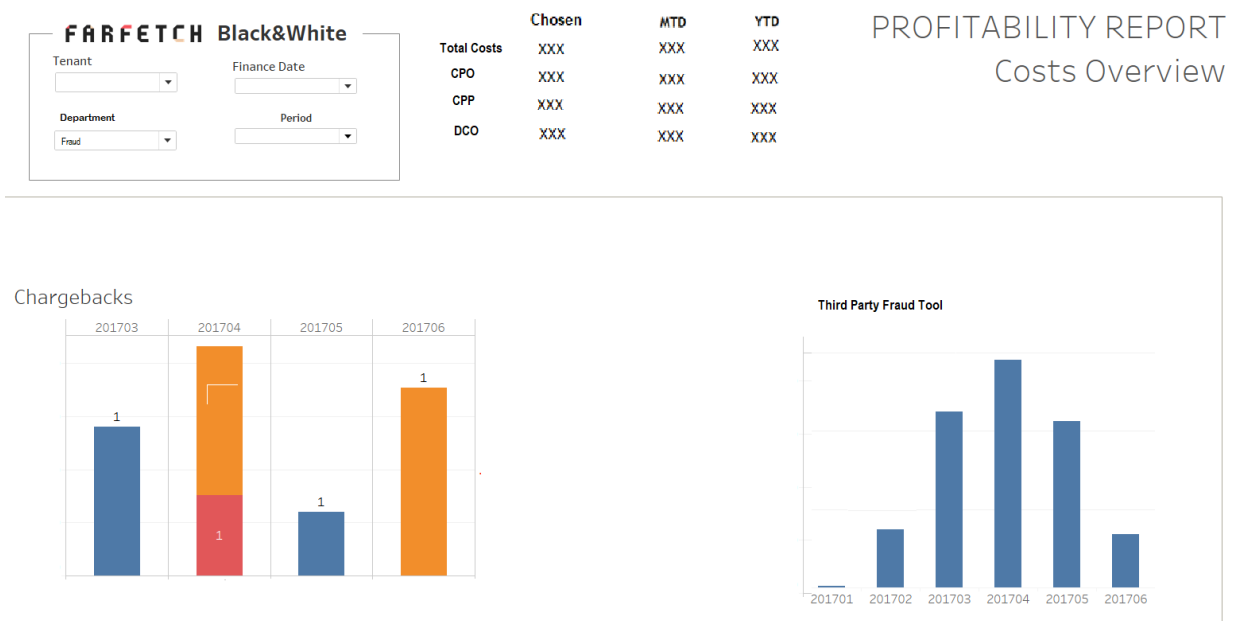 FARFETCH Black&White
Tenant
Finance Date
Department
Period
Fraud
Chosen MTD YTD
Total Costs XXX XXX XXX
CPO XXX XXX XXX
CPP XXX XXX XXX
DCO XXX XXX XXX
PROFITABILITY REPORT
Costs Overview
Chargebacks
201703 201704 201705 201706
1
1
1
1
Third Party Fraud Tool
201701 201702 201703 201704 201705 201706